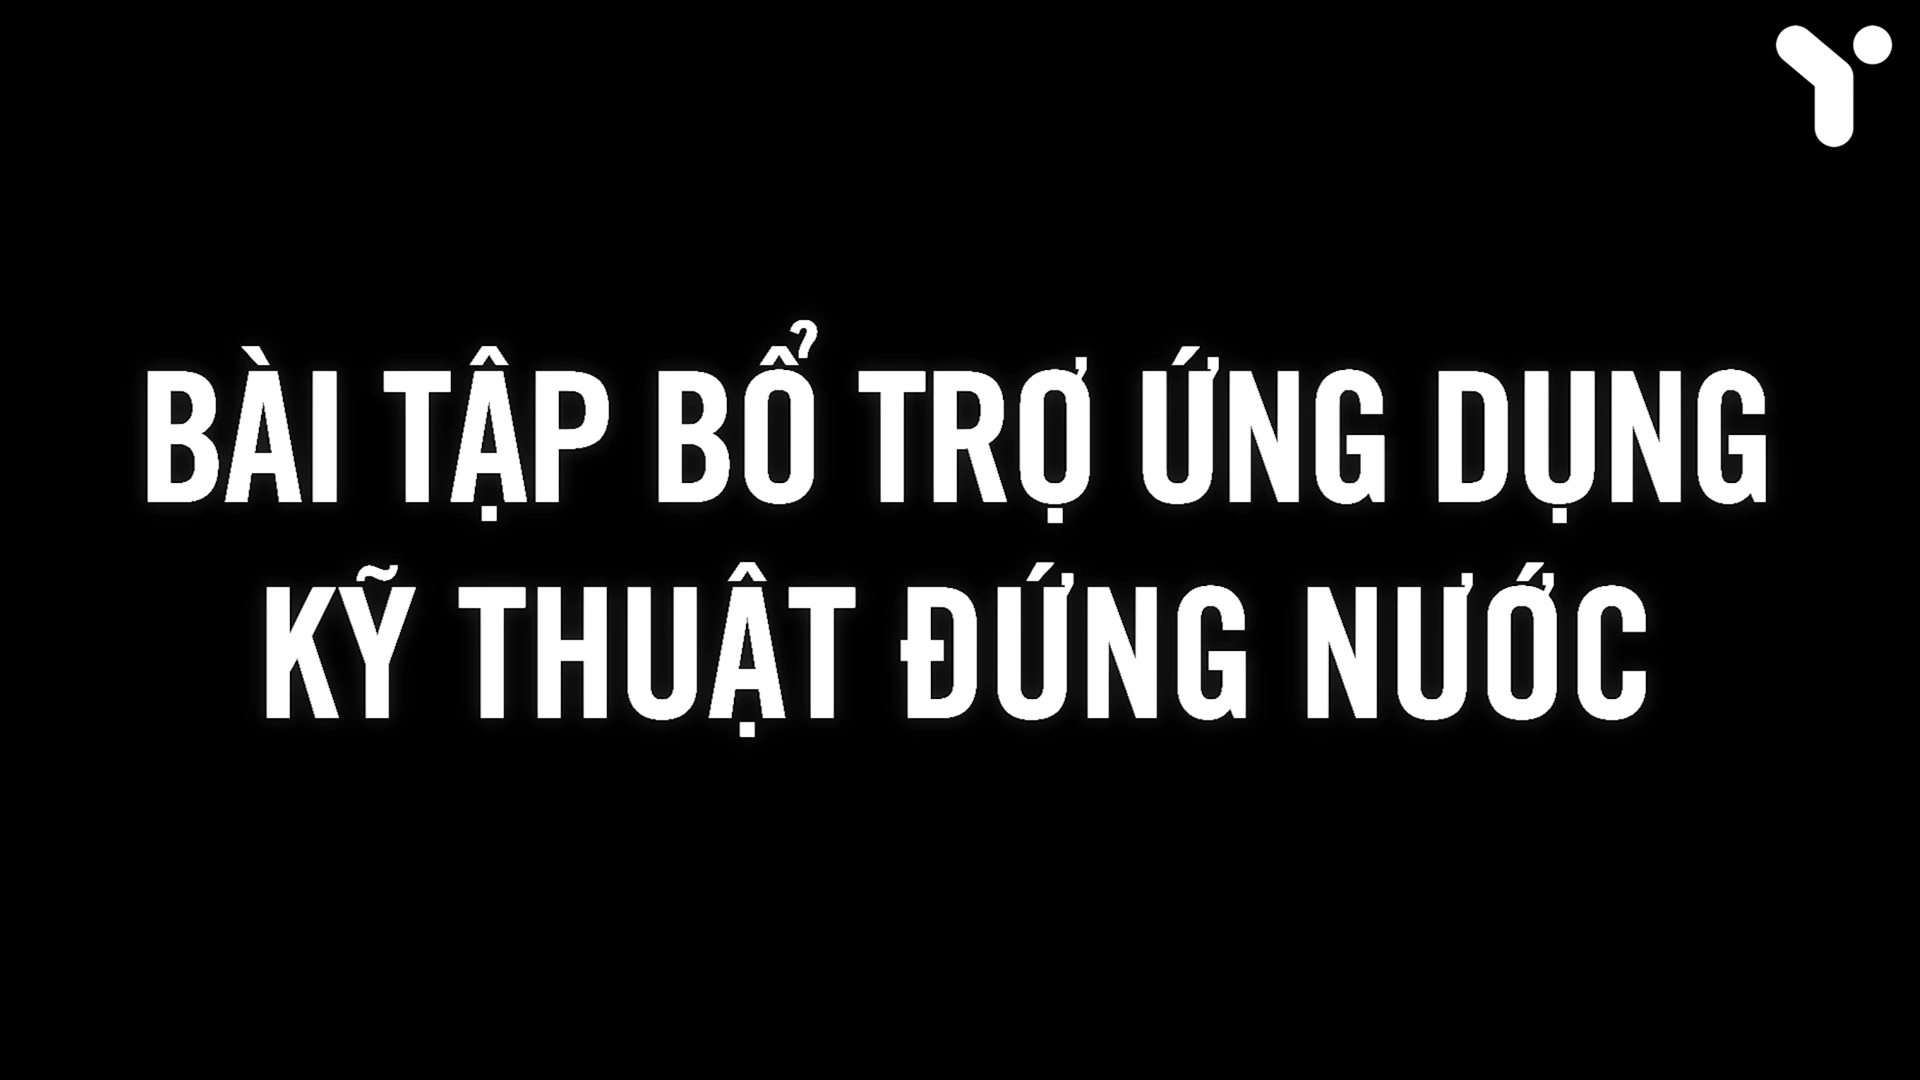 BÀI TẬP BỔ TRỢ ỨNG DỤNG
KỸ THUẬT ĐỨNG NƯỚC